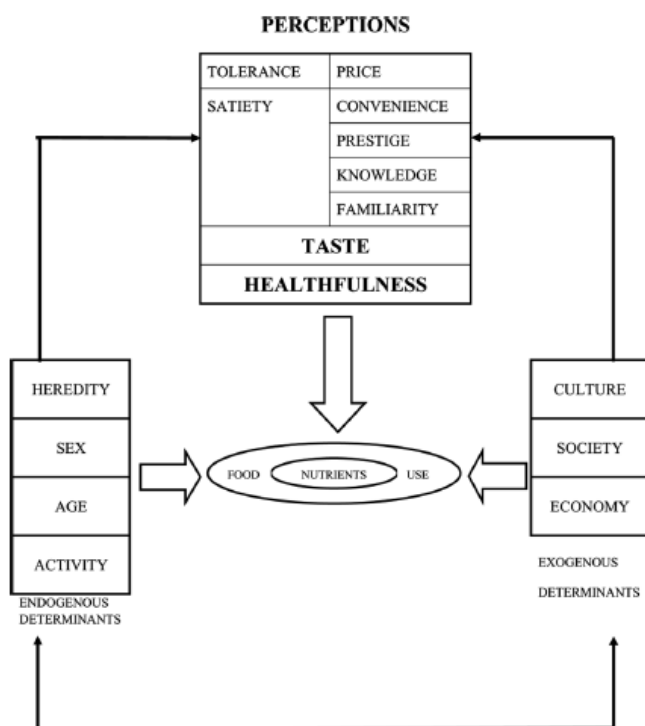 PERCEPTIONS
TOLERANCE PRICE
SATIETY CONVENIENCE
PRESTIGE
KNOWLEDGE
FAMILIARITY
TASTE
HEALTHFULNESS
HEREDITY
SEX
AGE
ACTIVITY
ENDOGENOUS
DETERMINANTS
FOOD NUTRIENTS USE
CULTURE
SOCIETY
ECONOMY
EXOGENOUS
DETERMINANTS